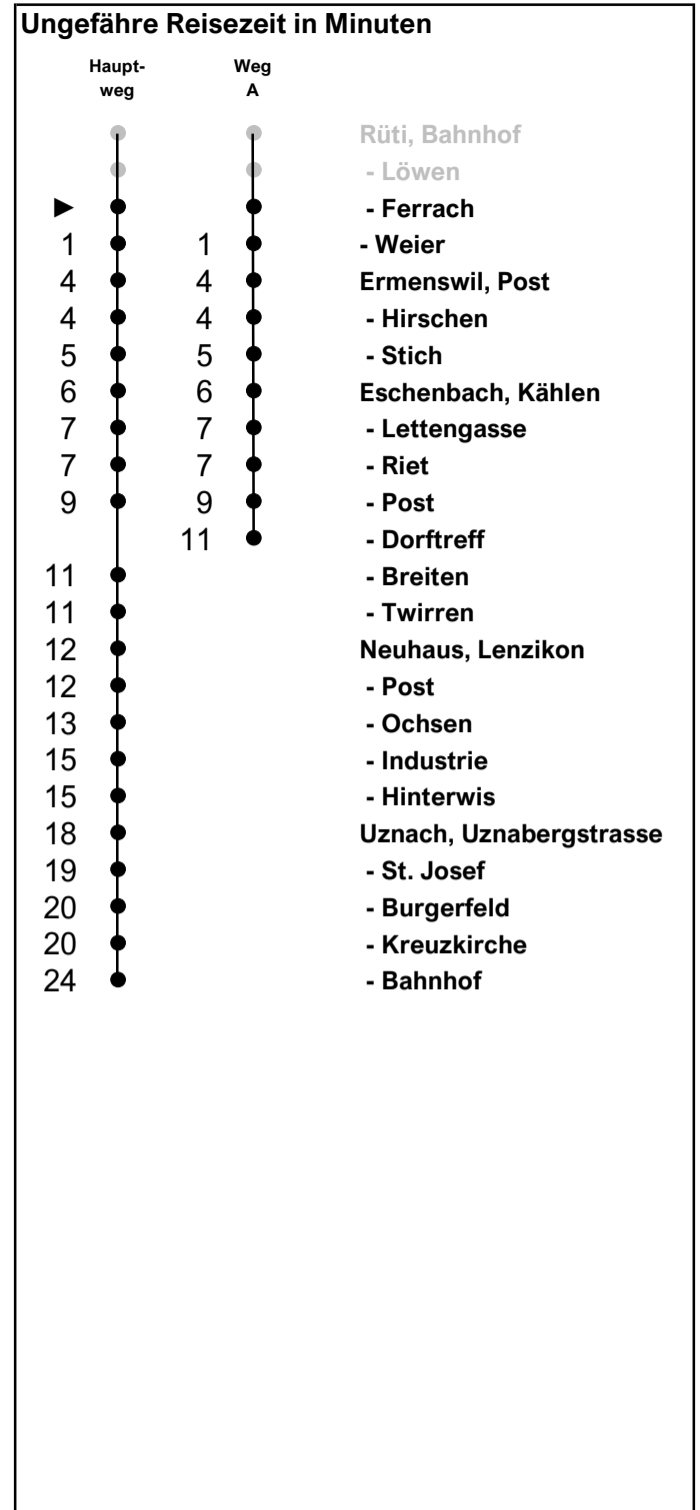 Ungefähre Reisezeit in Minuten
Haupt- Weg
weg A
Rüti, Bahnhof
- Löwen
► - Ferrach
1 1 - Weier
4 4 Ermenswil, Post
4 4 - Hirschen
5 5 - Stich
6 6 Eschenbach, Kählen
7 7 - Lettengasse
7 7 - Riet
9 9 - Post
11 - Dorftreff
11 - Breiten
11 - Twirren
12 Neuhaus, Lenzikon
12 - Post
13 - Ochsen
15 - Industrie
15 - Hinterwis
18 Uznach, Uznabergstrasse
19 - St. Josef
20 - Burgerfeld
20 - Kreuzkirche
24 - Bahnhof